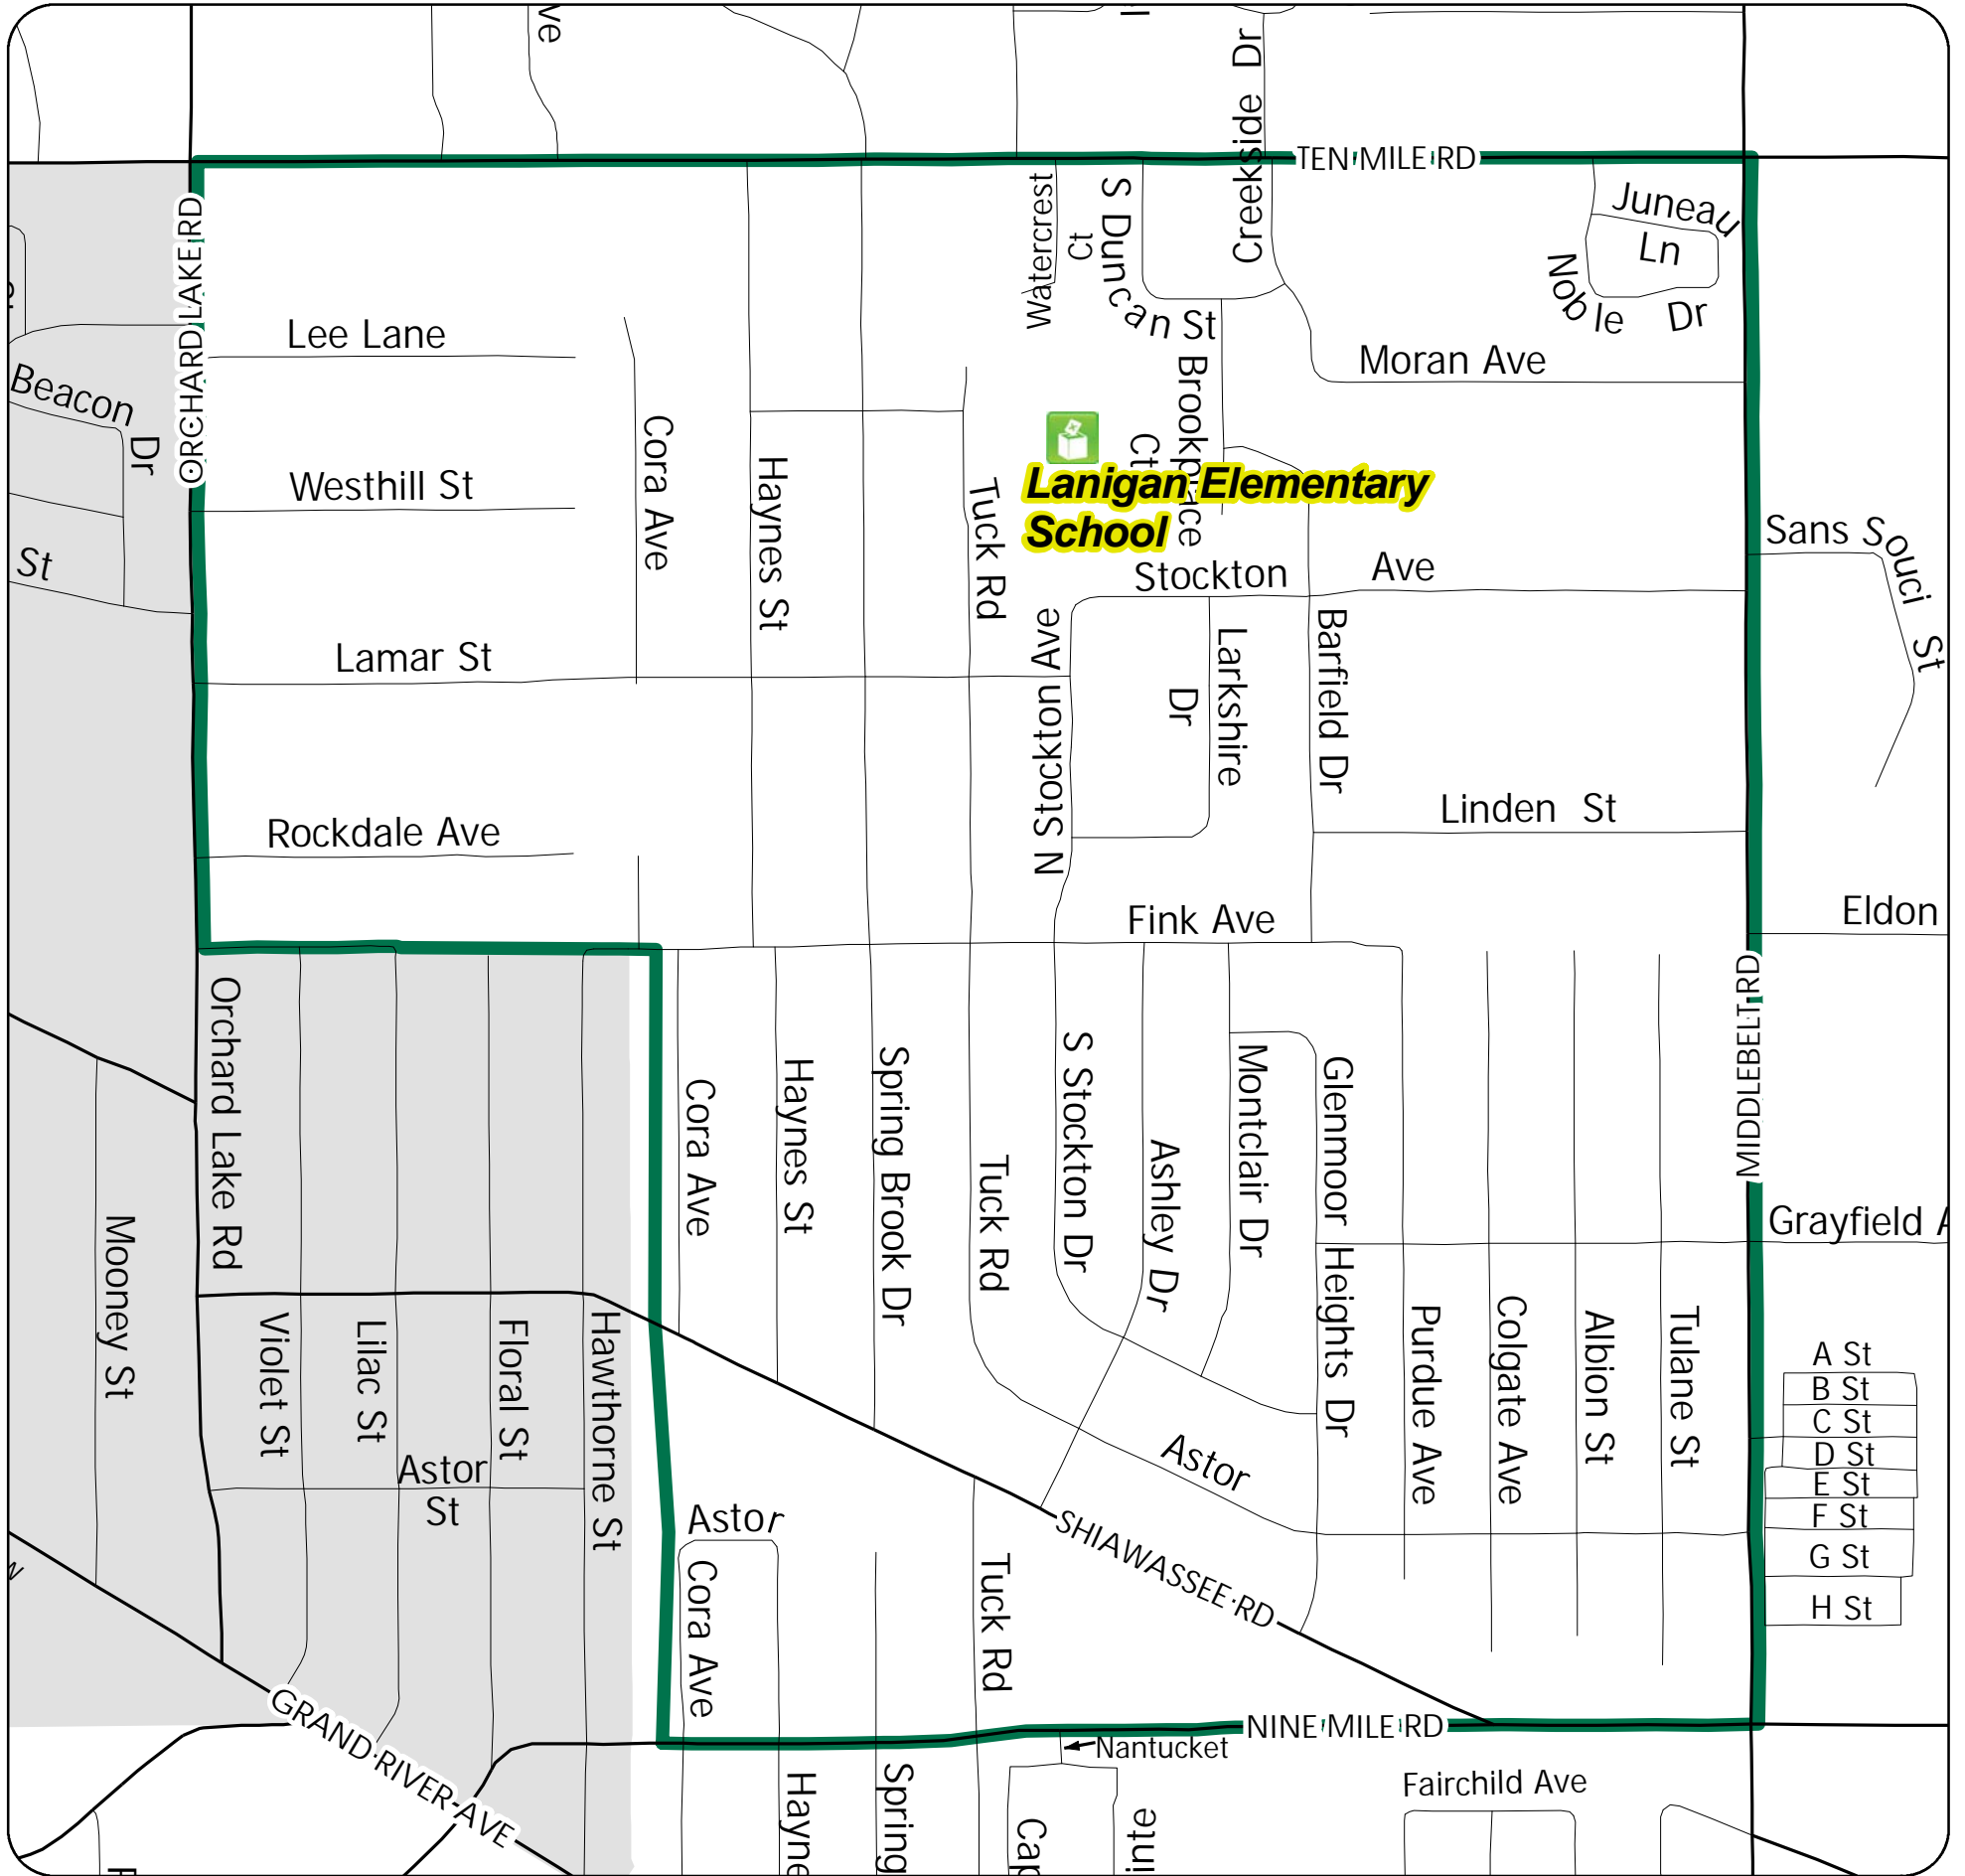 ve
Creekside Dr
TEN MILE RD
ORCHARD LAKE RD
Watercrest
Ct
S Duncan St
Juneau
Ln
Noble Dr
Lee Lane
Moran Ave
Beacon
Dr
Westhill St
Cora Ave
Haynes St
Tuck Rd
Brookplace
Ct
Lanigan Elementary
School
St
Stockton Ave
Sans Souci St
Lamar St
N Stockton Ave
Larkshire
Dr
Barfield Dr
Linden St
Rockdale Ave
Fink Ave
Eldon
MIDDLEBELT RD
Orchard Lake Rd
Cora Ave
Haynes St
Spring Brook Dr
Tuck Rd
S Stockton Dr
Ashley Dr
Montclair Dr
Glenmoor Heights Dr
Grayfield A
Mooney St
Violet St
Lilac St
Floral St
Hawthorne St
Purdue Ave
Colgate Ave
Albion St
Tulane St
A St
B St
C St
D St
E St
F St
G St
H St
Astor
St
Astor
Astor
Cora Ave
Tuck Rd
SHIAWASSEE RD
GRAND RIVER AVE
NINE MILE RD
Nantucket
Fairchild Ave
Hayne
Spring
Cap